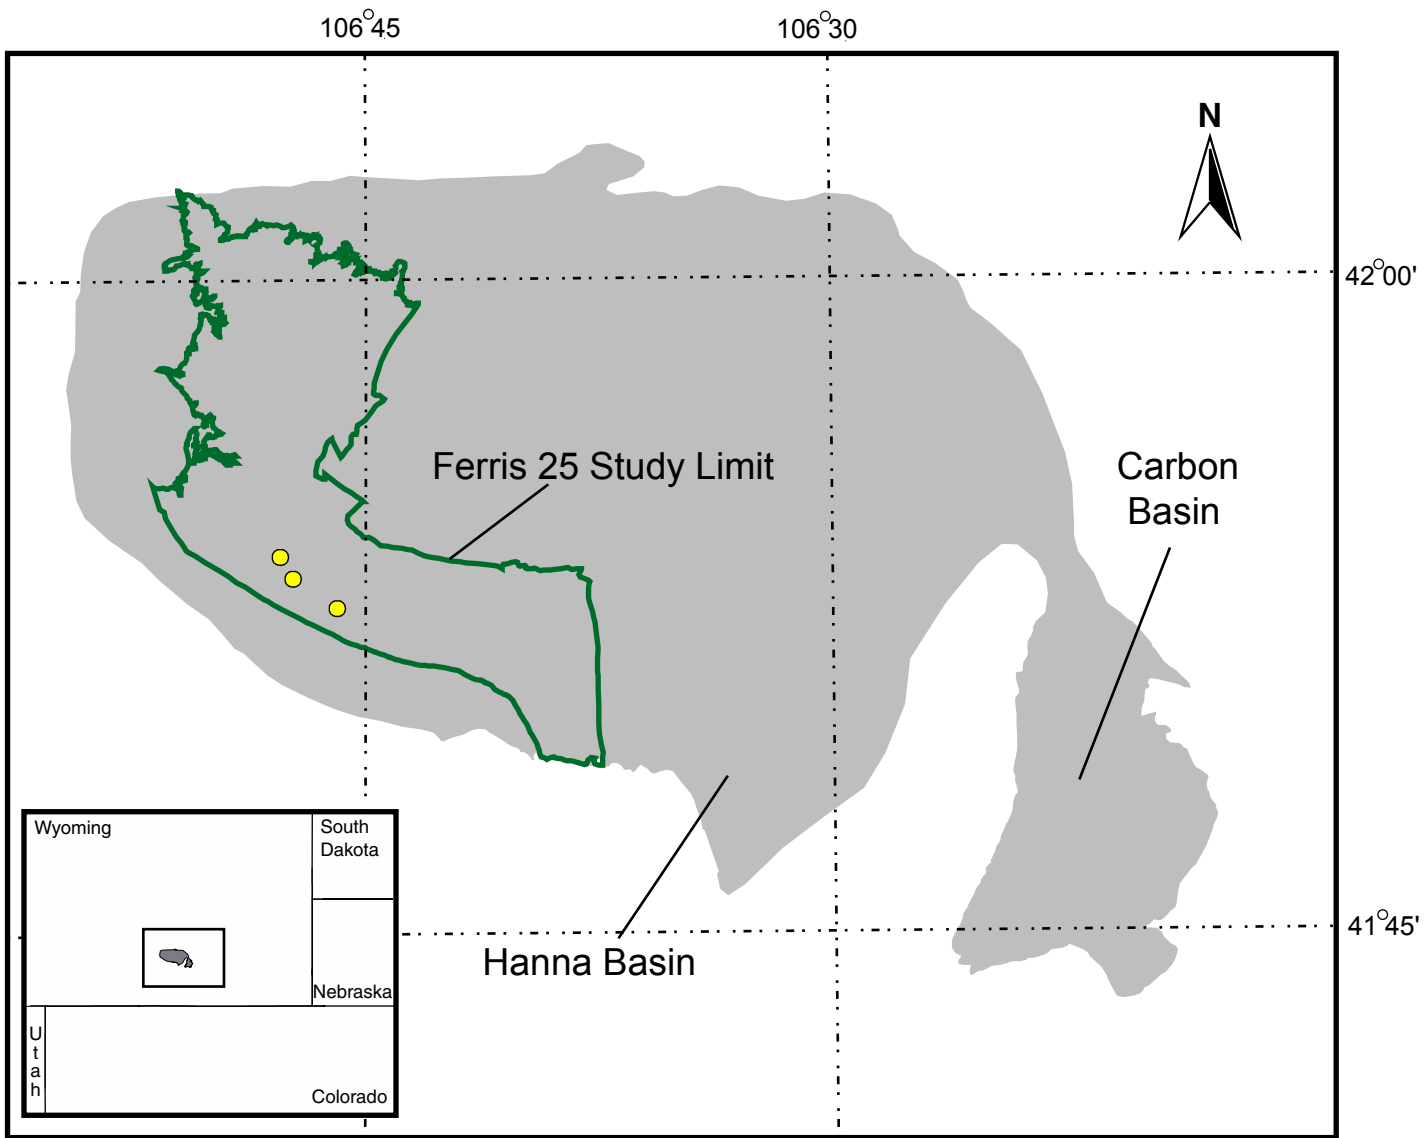 106°45
106°30
N
42°00'
Ferris 25 Study Limit
Carbon
Basin
Wyoming
South
Dakota
41°45'
Hanna Basin
Nebraska
U
t
a
h
Colorado